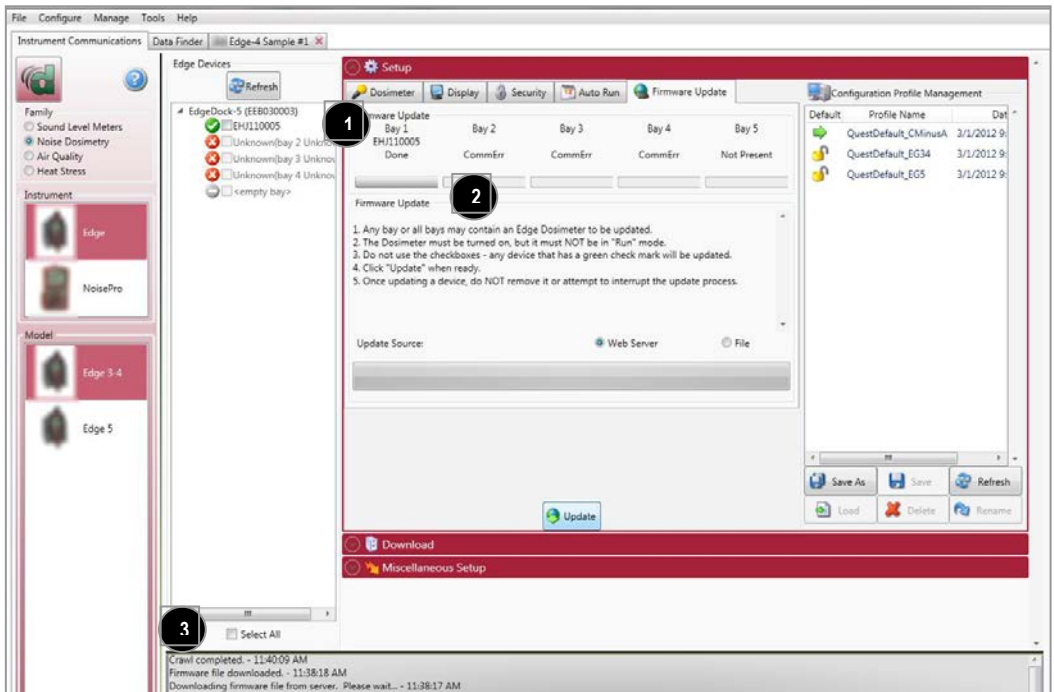 File Configure Manage Tools Help
Instrument Communications Data Finder Edge-4 Sample #1
Family
Sound Level Meters
Noise Dosimetry
Air Quality
Heat Stress
Instrument
Edge
NoisePro
Model
Edge 3-4
Edge 5
Edge Devices
Refresh
EdgeDock-5 (EEB030003)
EHJ110005
Unknown(bay 2 Unkno
Unknown(bay 3 Unknov
Unknown(bay 4 Unknov
<empty bay>
Select All
1
2
3
Setup
Dosimeter Display Security Auto Run Firmware Update
mware Update
Bay 1 Bay 2 Bay 3 Bay 4 Bay 5
EHJ110005
Done CommErr CommErr CommErr Not Present
Firmware Update
1. Any bay or all bays may contain an Edge Dosimeter to be updated.
2. The Dosimeter must be turned on, but it must NOT be in "Run" mode.
3. Do not use the checkboxes - any device that has a green check mark will be updated.
4. Click "Update" when ready.
5. Once updating a device, do NOT remove it or attempt to interrupt the update process.
Update Source: Web Server File
Update
Configuration Profile Management
Default Profile Name Dat
QuestDefault_CMinusA 3/1/2012 9:
QuestDefault_EG34 3/1/2012 9:
QuestDefault_EG5 3/1/2012 9:
Save As Save Refresh
Load Delete Rename
Download
Miscellaneous Setup
Crawl completed. - 11:40:09 AM
Firmware file downloaded. - 11:38:18 AM
Downloading firmware file from server. Please wait... - 11:38:17 AM